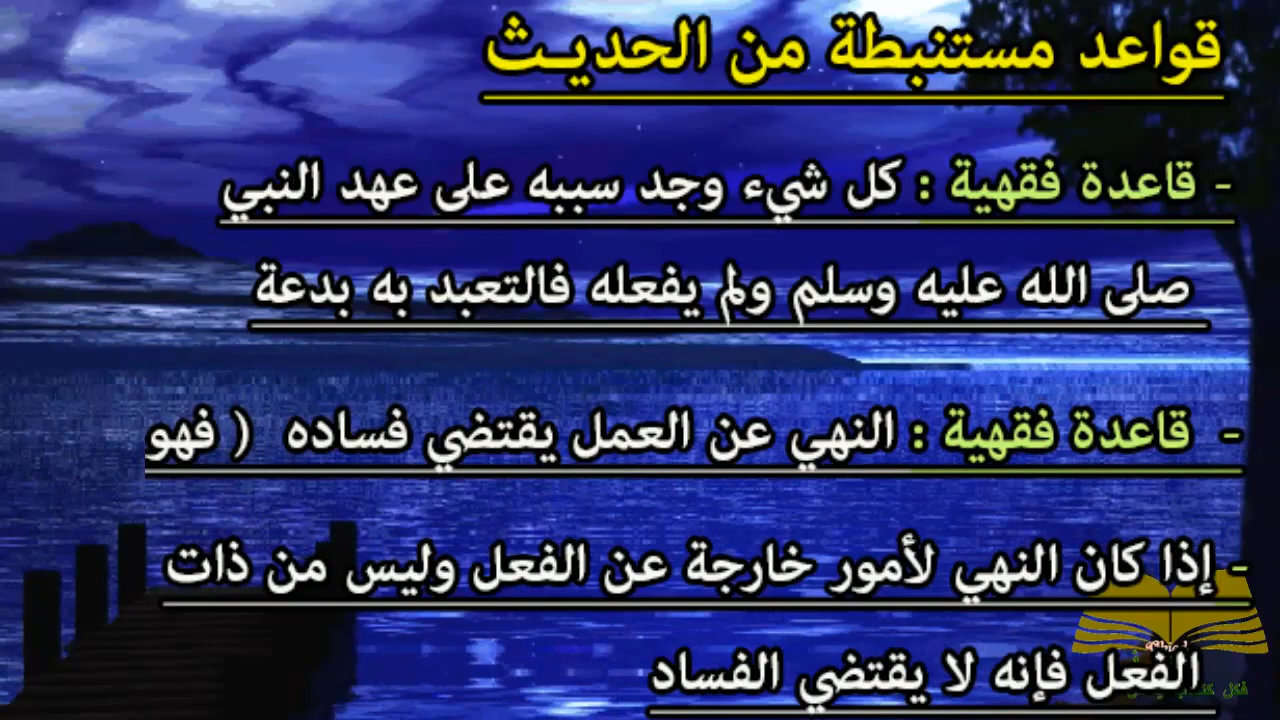 قواعد مستنبطة من الحديـث
- قاعدة فقهية : كل شيء وجد سببه على عهد النبي
صلى الله عليه وسلم ولم يفعله فالتعبد به بدعة
- قاعدة فقهية : النهي عن العمل يقتضي فساده ( فهو
- إذا كان النهي لأمور خارجة عن الفعل وليس من ذات
الفعل فإنه لا يقتضي الفساد